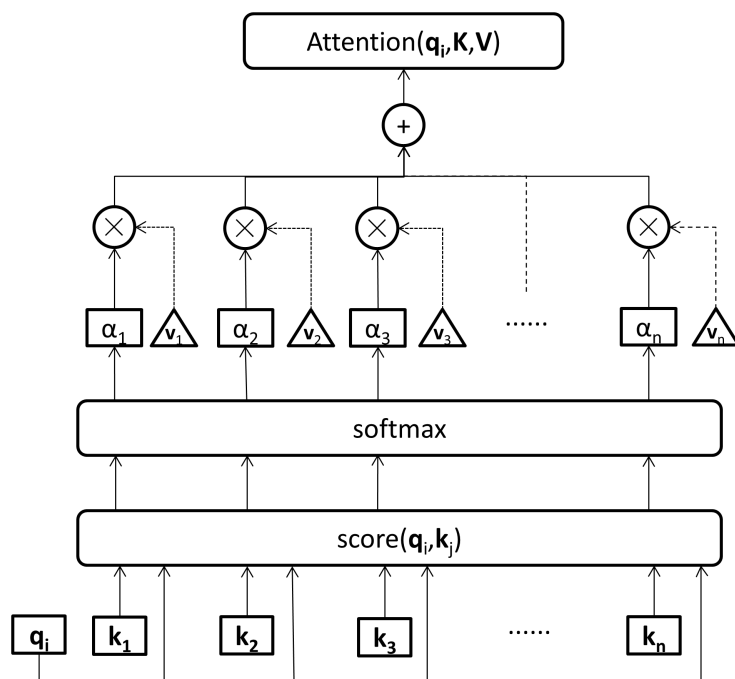 Attention(qᵢ,K,V)
+
× × × ×
α₁ v₁ α₂ v₂ α₃ v₃ ...... αₙ vₙ
softmax
score(qᵢ,kⱼ)
qᵢ k₁ k₂ k₃ ...... kₙ